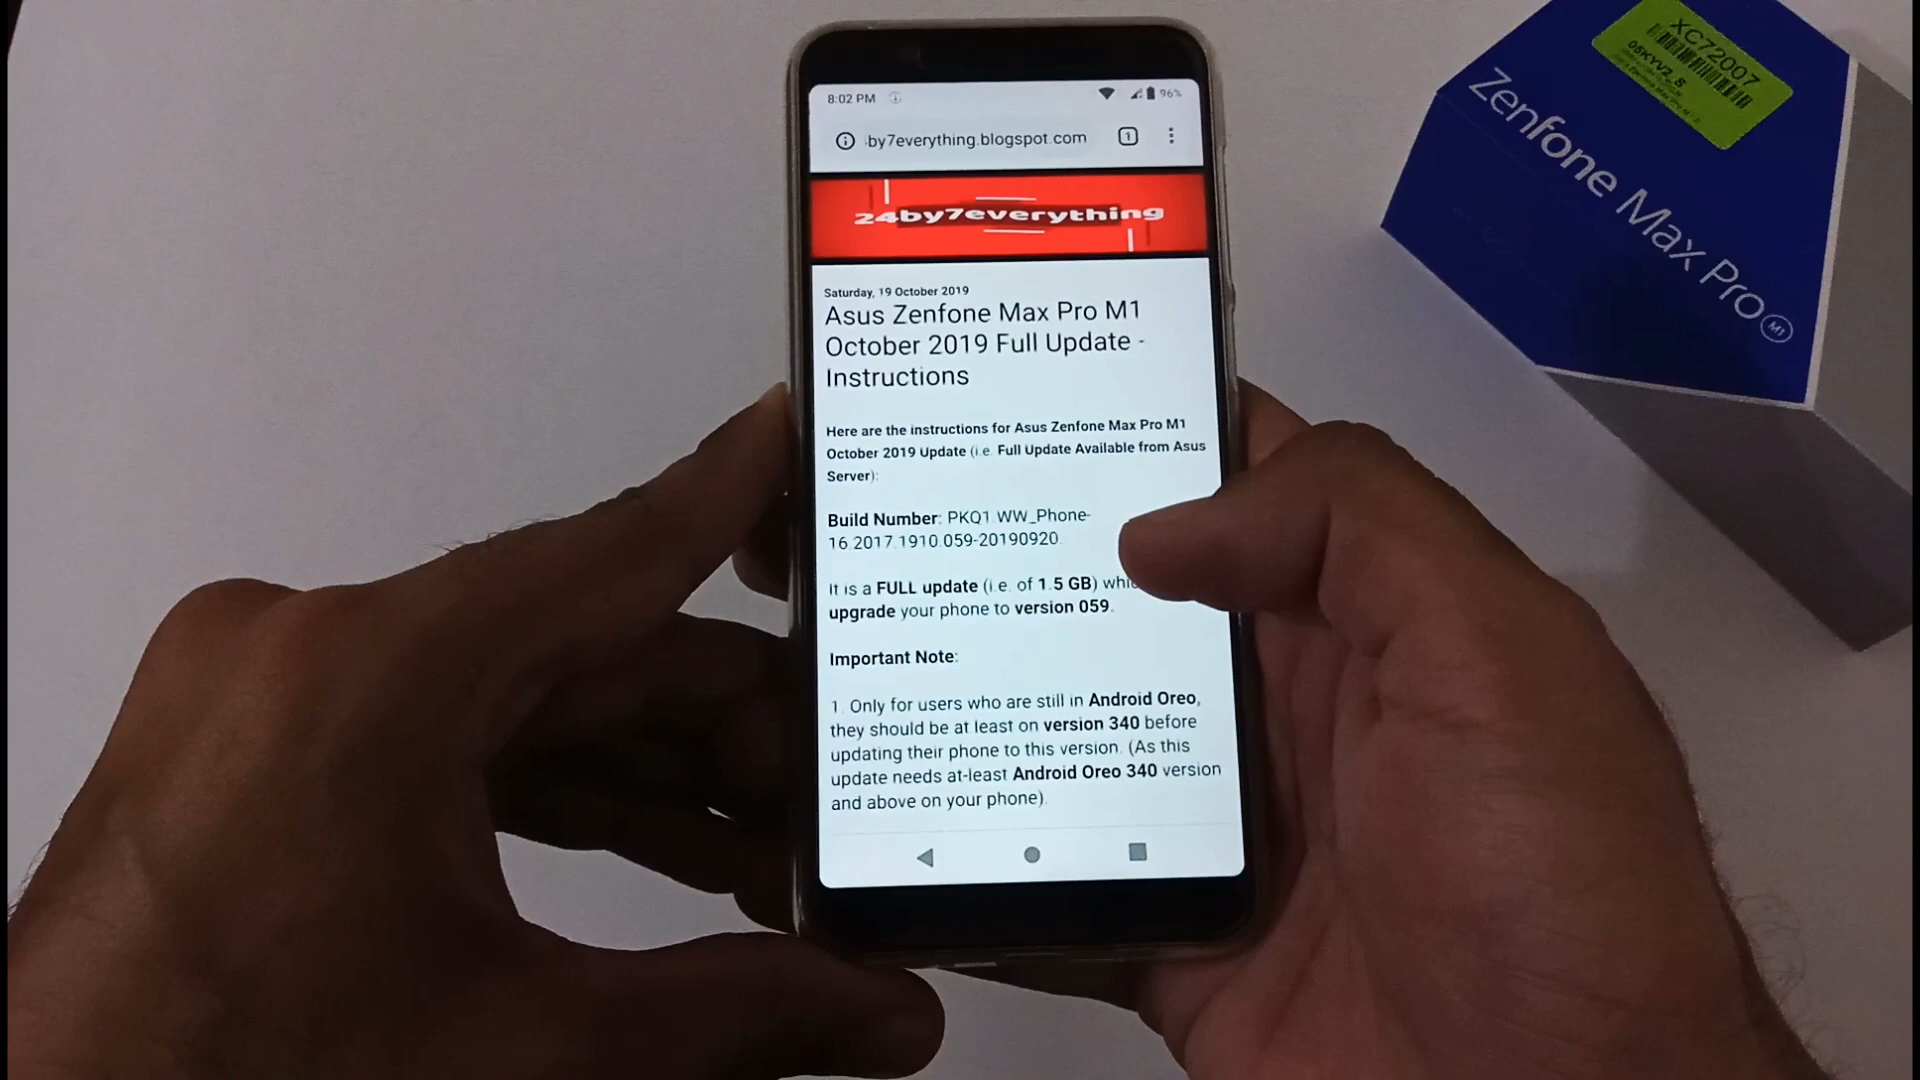 8:02 PM
96%
by7everything.blogspot.com
1
24by7everything
Saturday, 19 October 2019
Asus Zenfone Max Pro M1
October 2019 Full Update -
Instructions
Here are the instructions for Asus Zenfone Max Pro M1
October 2019 Update (i.e. Full Update Available from Asus
Server):
Build Number: PKQ1.WW_Phone-
16.2017.1910.059-20190920.
It is a FULL update (i.e. of 1.5 GB)
upgrade your phone to version 059.
Important Note:
1. Only for users who are still in Android Oreo,
they should be at least on version 340 before
updating their phone to this version. (As this
update needs at-least Android Oreo 340 version
and above on your phone).
XC72007
05KYV2_S
Zenfone Max Pro M1